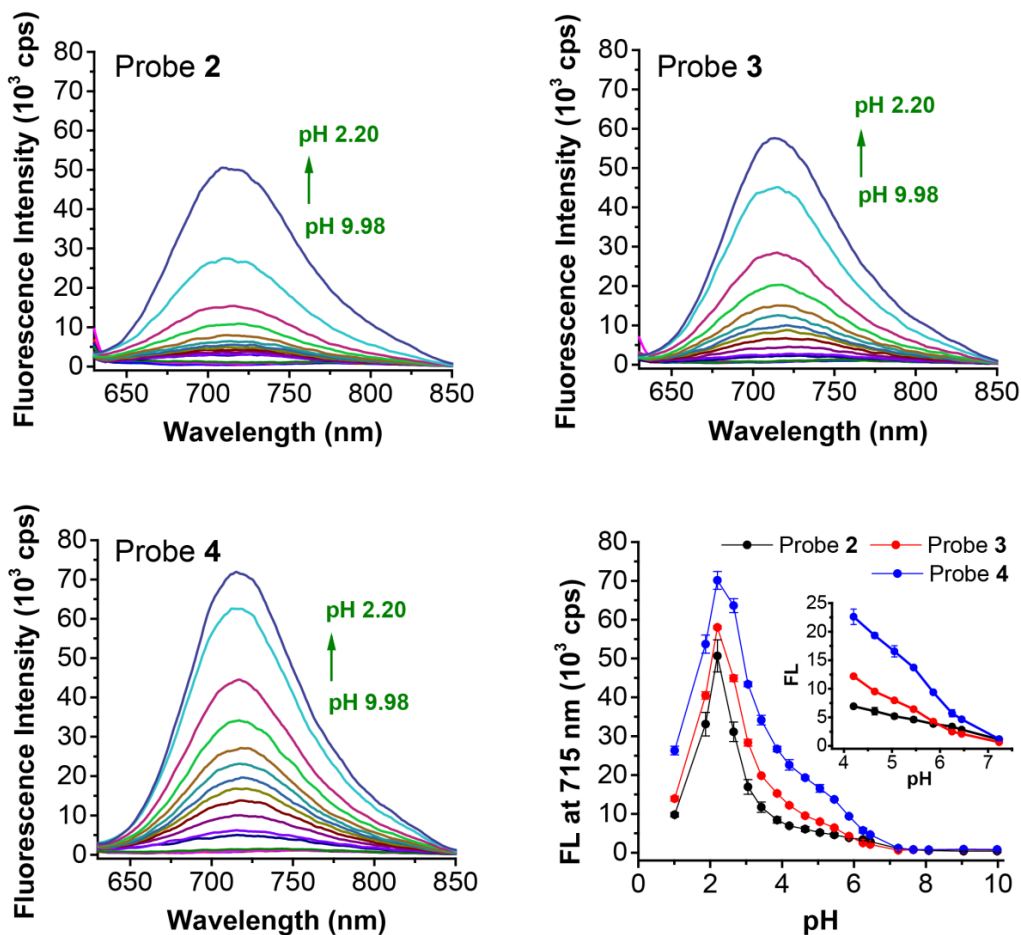 Probe 2
Fluorescence Intensity (10³ cps)
80
70
60
50
40
30
20
10
0
pH 2.20
pH 9.98
650 700 750 800 850
Wavelength (nm)
Probe 3
Fluorescence Intensity (10³ cps)
80
70
60
50
40
30
20
10
0
pH 2.20
pH 9.98
650 700 750 800 850
Wavelength (nm)
Probe 4
Fluorescence Intensity (10³ cps)
80
70
60
50
40
30
20
10
0
pH 2.20
pH 9.98
650 700 750 800 850
Wavelength (nm)
Probe 2 Probe 3
Probe 4
FL at 715 nm (10³ cps)
80
70
60
50
40
30
20
10
0
0 2 4 6 8 10
pH
FL
25
20
15
10
5
0
4 5 6 7
pH